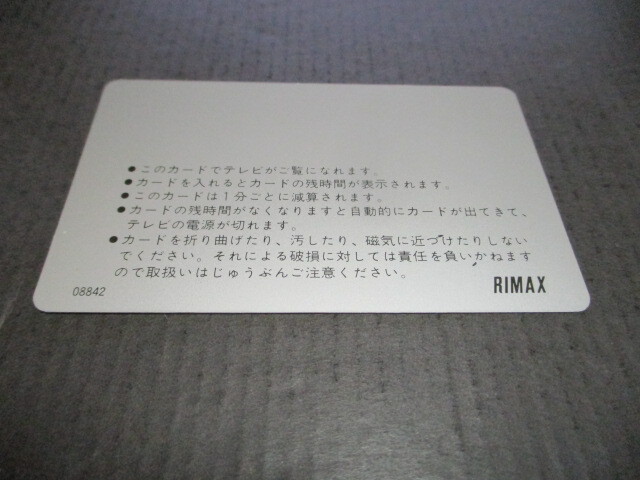 ●このカードでテレビがご覧になれます。
●カードを入れるとカードの残時間が表示されます。
●このカードは1分ごとに減算されます。
●カードの残時間がなくなりますと自動的にカードが出てきて、
テレビの電源が切れます。
●カードを折り曲げたり、汚したり、磁気に近づけたりしない
でください。それによる破損に対しては責任を負いかねます
ので取扱いはじゅうぶんご注意ください。
08842
RIMAX